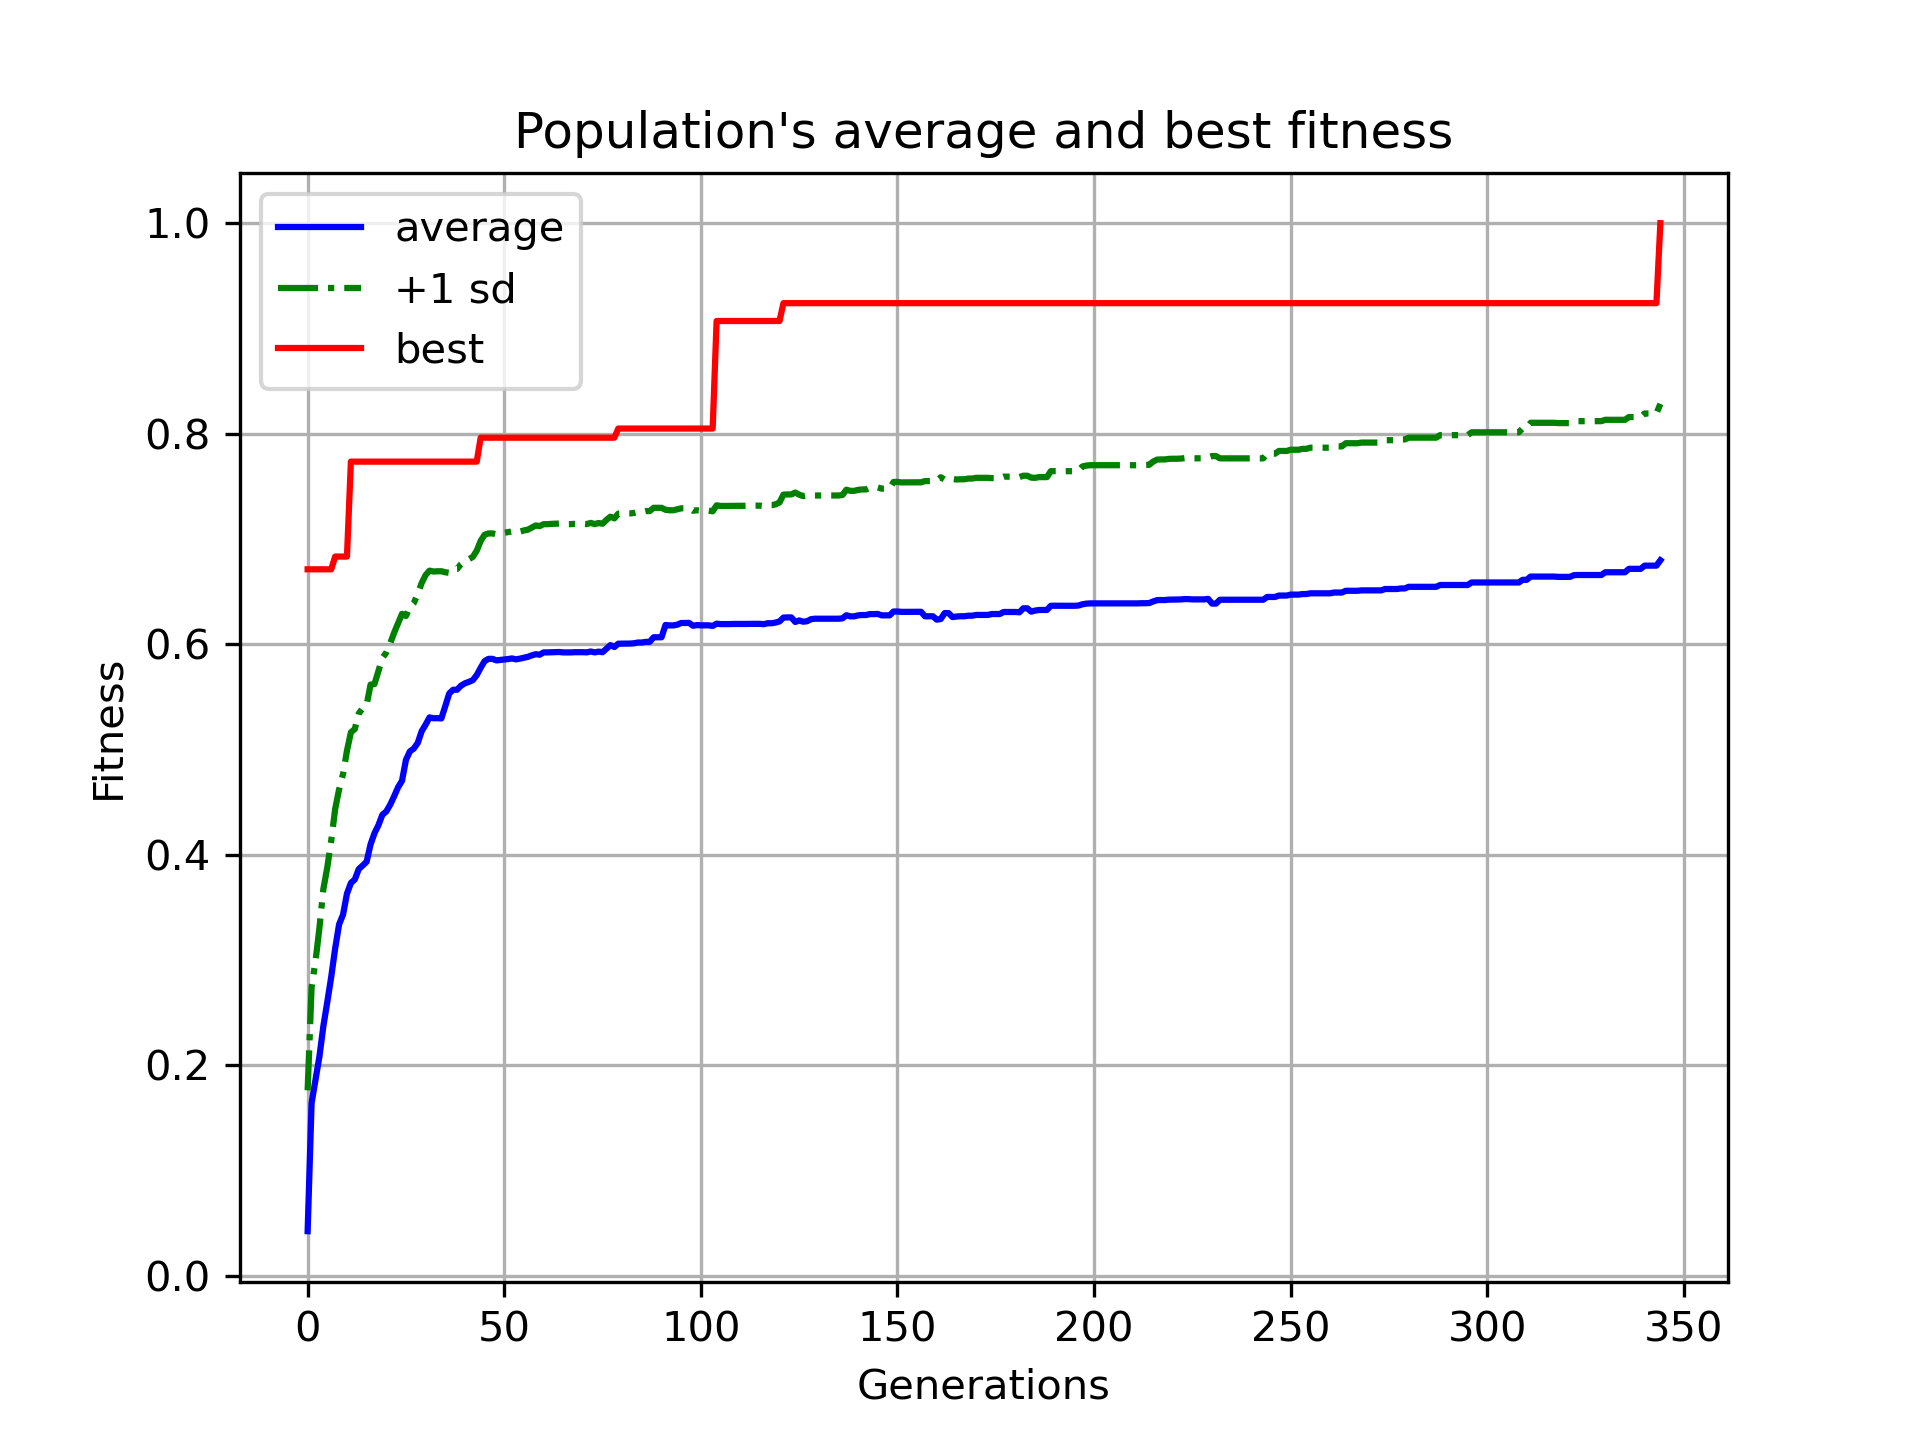 Population's average and best fitness
average
+1 sd
best
Fitness
1.0
0.8
0.6
0.4
0.2
0.0
0 50 100 150 200 250 300 350
Generations